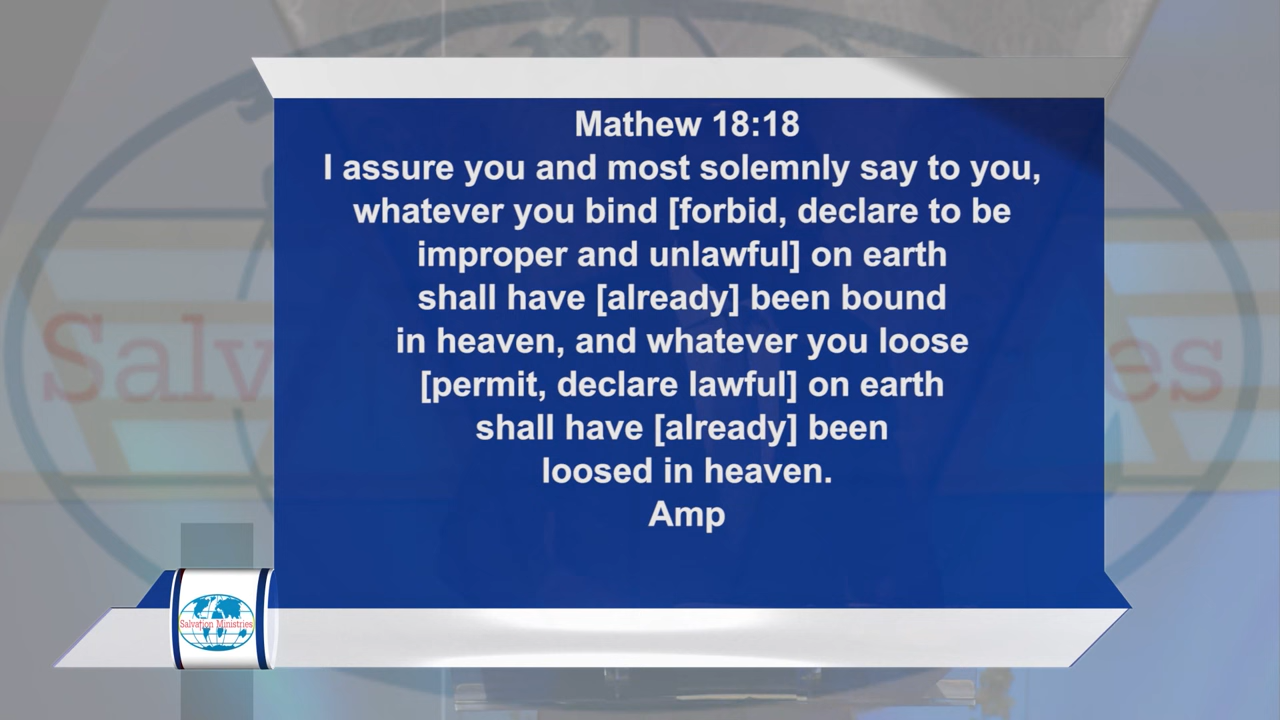 Mathew 18:18
I assure you and most solemnly say to you,
whatever you bind [forbid, declare to be
improper and unlawful] on earth
shall have [already] been bound
in heaven, and whatever you loose
[permit, declare lawful] on earth
shall have [already] been
loosed in heaven.
Amp
Salvation Ministries